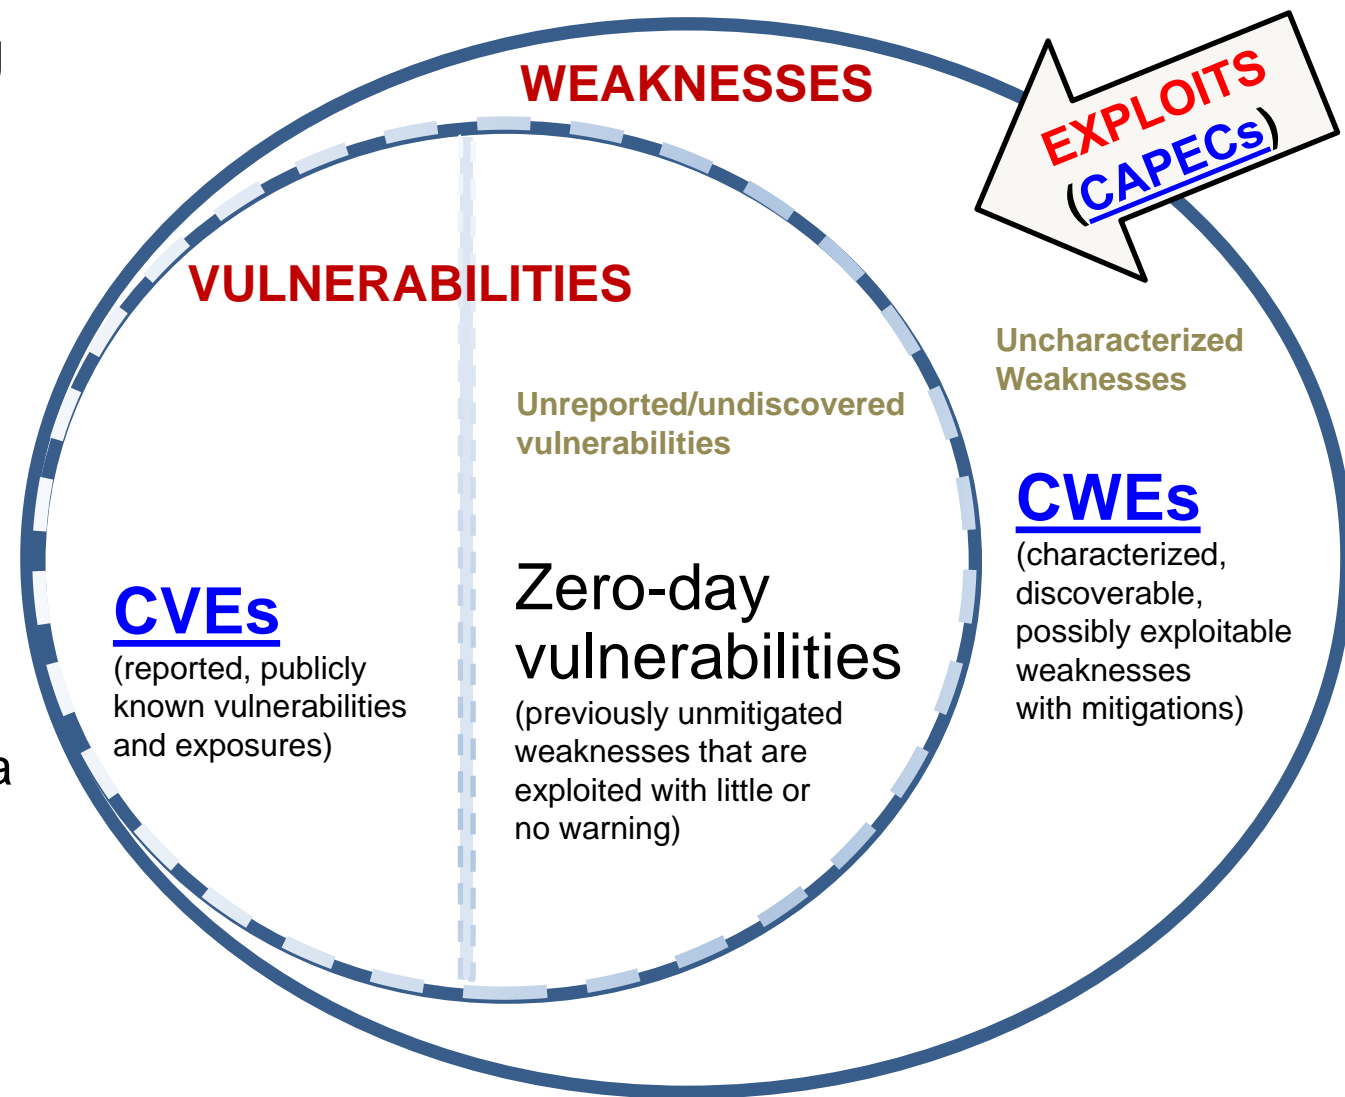 WEAKNESSES
EXPLOITS
(CAPECs)
VULNERABILITIES
Uncharacterized
Weaknesses
Unreported/undiscovered
vulnerabilities
CWEs
(characterized,
discoverable,
possibly exploitable
weaknesses
with mitigations)
CVEs
(reported, publicly
known vulnerabilities
and exposures)
Zero-day
vulnerabilities
(previously unmitigated
weaknesses that are
exploited with little or
no warning)
a